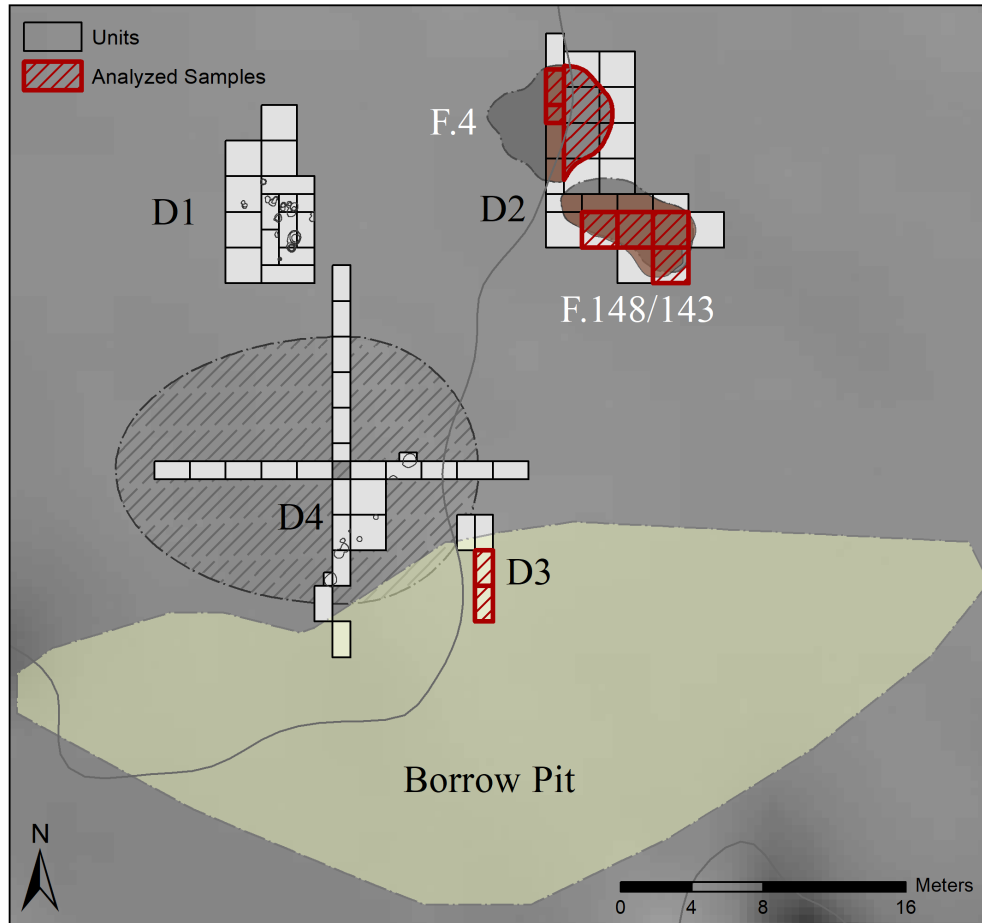 Units
Analyzed Samples
F.4
D1
D2
F.148/143
D4
D3
Borrow Pit
N
Meters
0 4 8 16